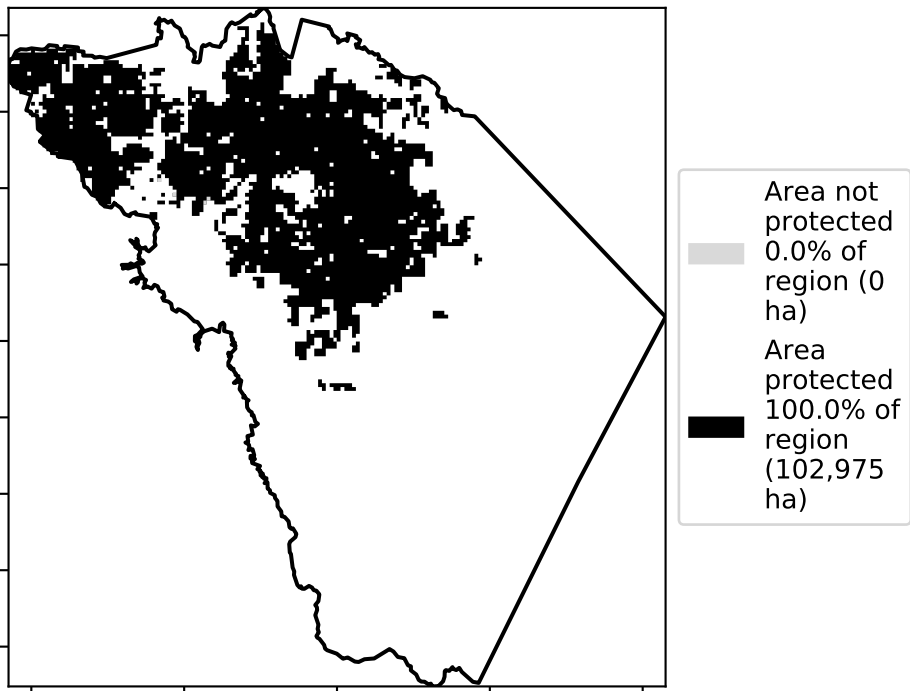 Area not
protected
0.0% of
region (0
ha)
Area
protected
100.0% of
region
(102,975
ha)